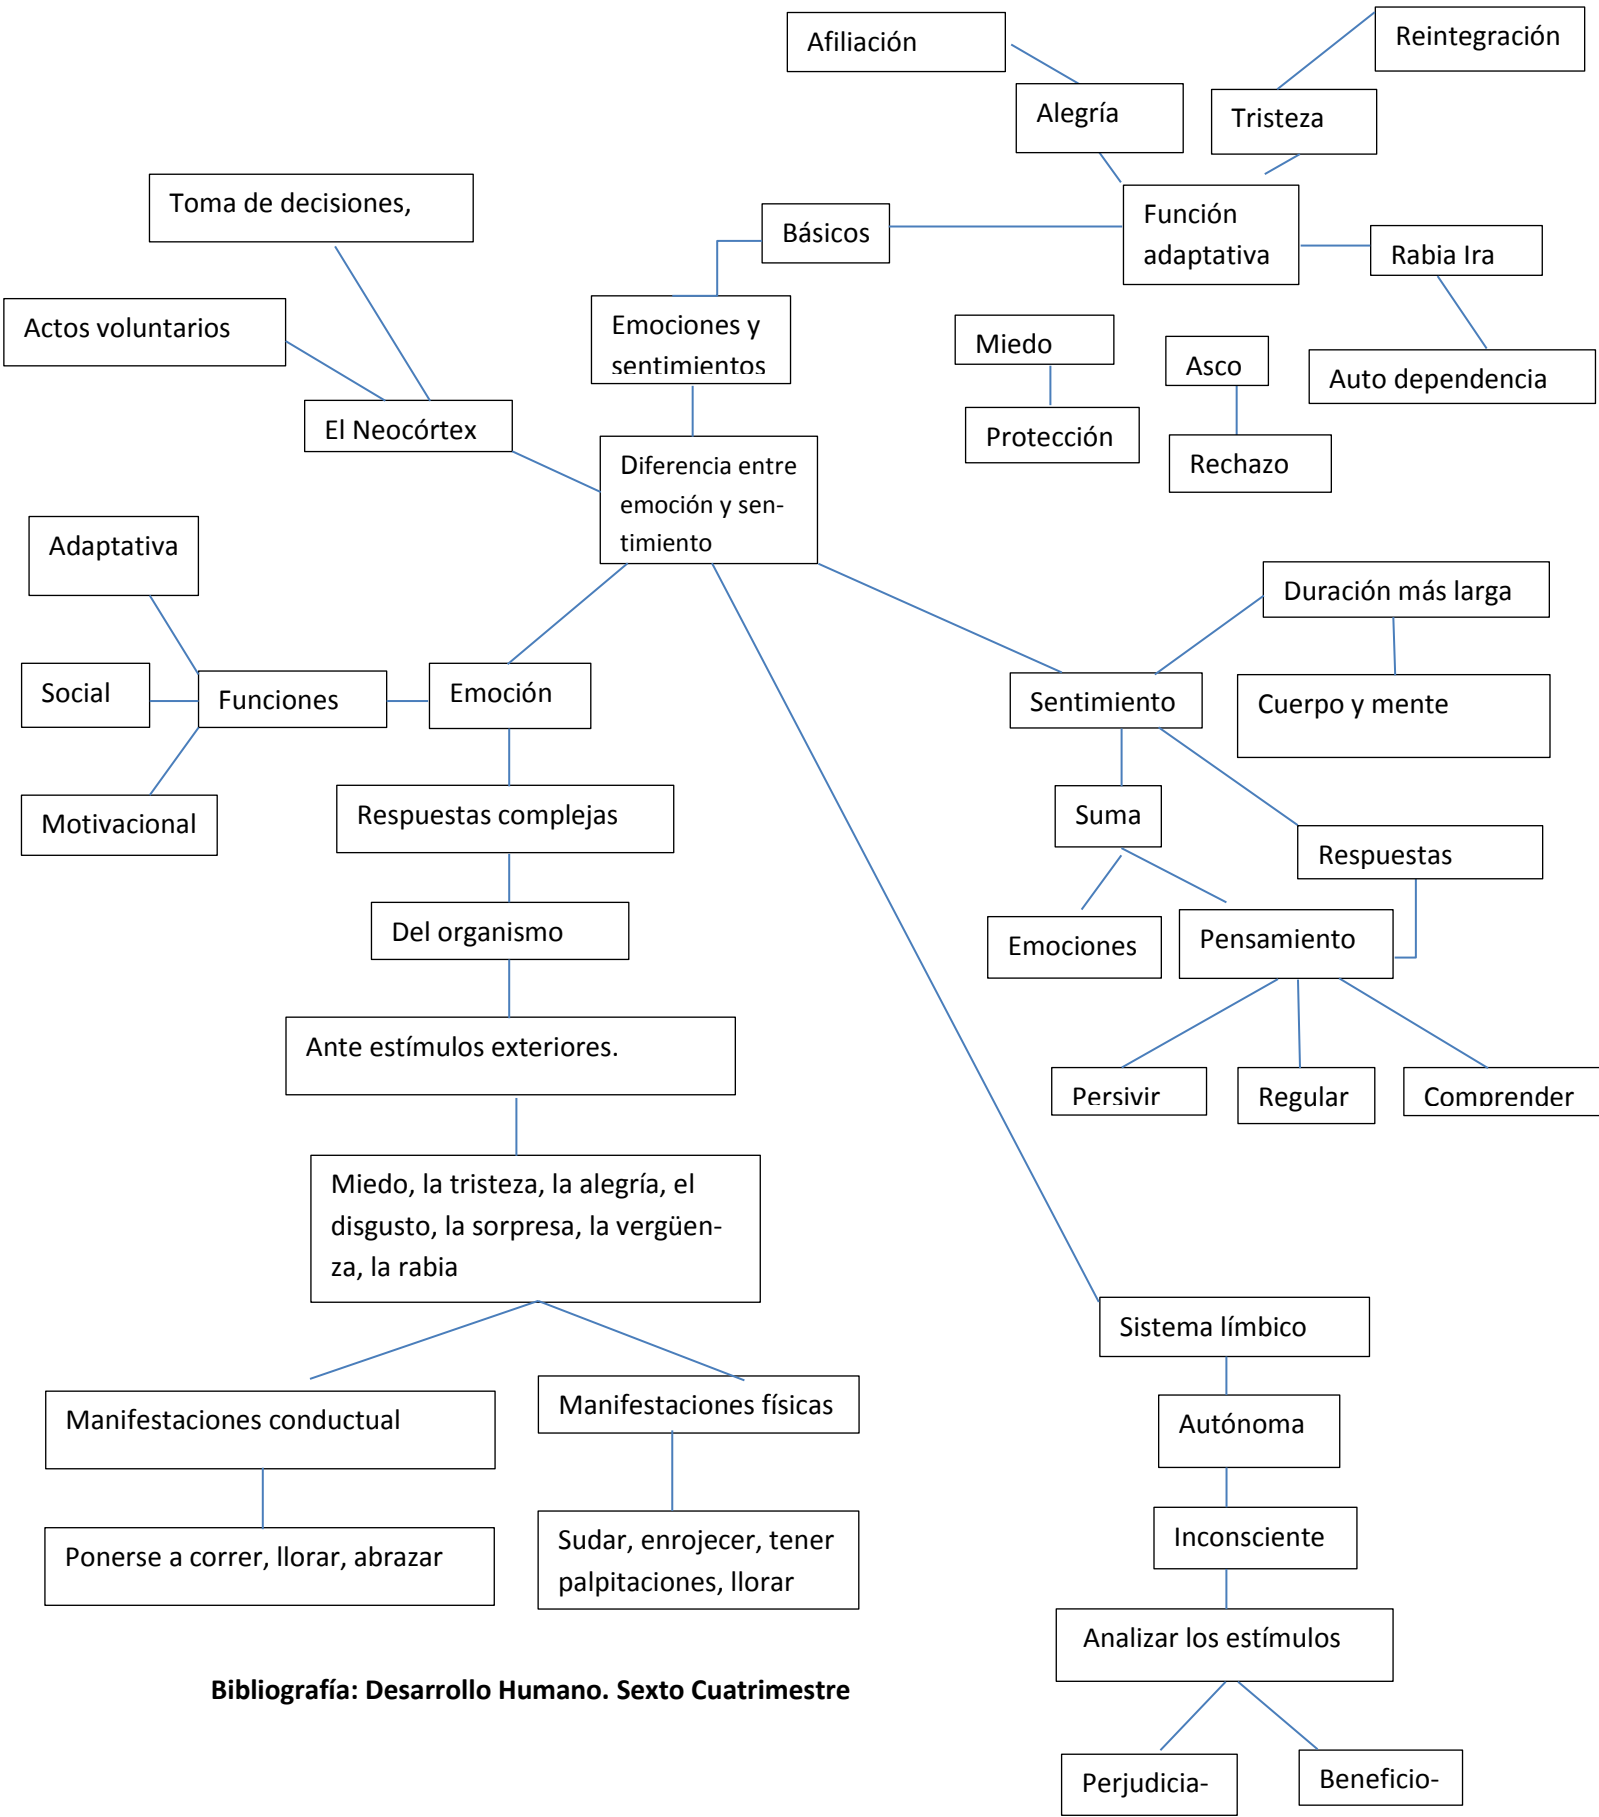 Afiliación
Reintegración
Alegría
Tristeza
Toma de decisiones,
Básicos
Función
adaptativa
Rabia Ira
Actos voluntarios
Emociones y
sentimientos
Miedo
Asco
Auto dependencia
El Neocórtex
Protección
Rechazo
Diferencia entre
emoción y sen-
timiento
Adaptativa
Duración más larga
Social
Funciones
Emoción
Sentimiento
Cuerpo y mente
Motivacional
Respuestas complejas
Suma
Respuestas
Del organismo
Emociones
Pensamiento
Ante estímulos exteriores.
Persivir
Regular
Comprender
Miedo, la tristeza, la alegría, el
disgusto, la sorpresa, la vergüen-
za, la rabia
Sistema límbico
Manifestaciones conductual
Manifestaciones físicas
Autónoma
Ponerse a correr, llorar, abrazar
Sudar, enrojecer, tener
palpitaciones, llorar
Inconsciente
Analizar los estímulos
Bibliografía: Desarrollo Humano. Sexto Cuatrimestre
Perjudicia-
Beneficio-